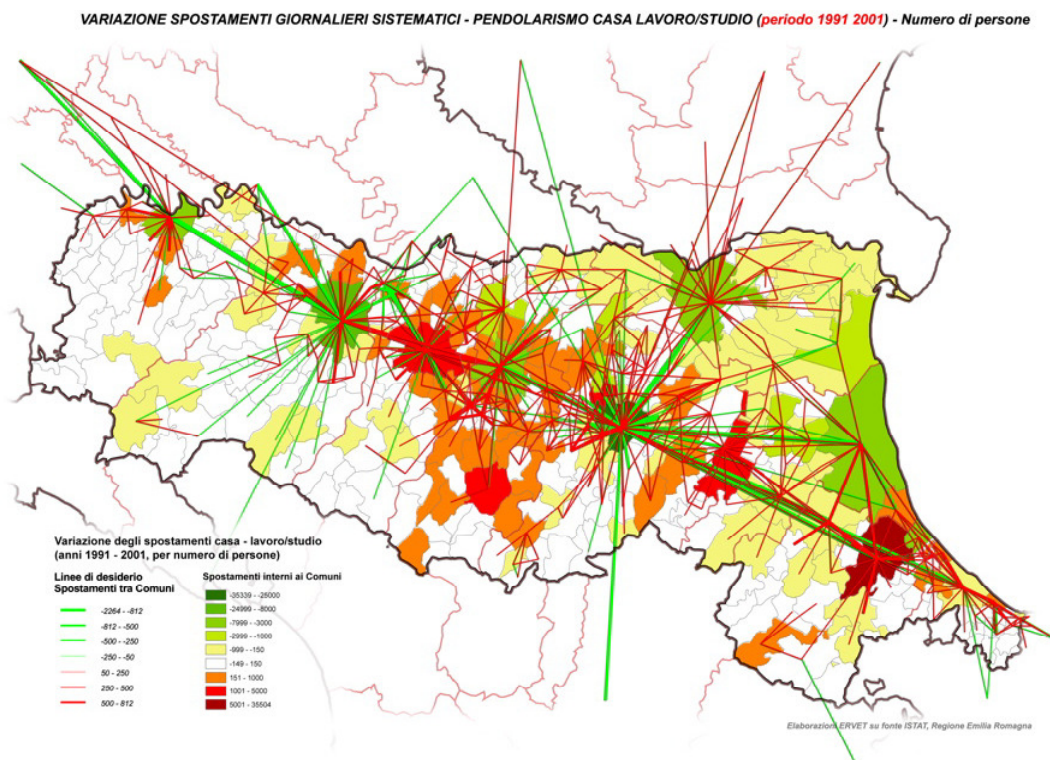 VARIAZIONE SPOSTAMENTI GIORNALIERI SISTEMATICI - PENDOLARISMO CASA LAVORO/STUDIO (periodo 1991 2001) - Numero di persone
Variazione degli spostamenti casa - lavoro/studio
(anni 1991 - 2001, per numero di persone)
Linee di desiderio
Spostamenti tra Comuni
-2264 - -812
-812 - -500
-500 - -250
-250 - -50
50 - 250
250 - 500
500 - 812
Spostamenti interni ai Comuni
-35339 - -25000
-24999 - -8000
-7999 - -3000
-2999 - -1000
-999 - -150
-149 - 150
151 - 1000
1001 - 5000
5001 - 35504
Elaborazioni ERVET su fonte ISTAT, Regione Emilia Romagna